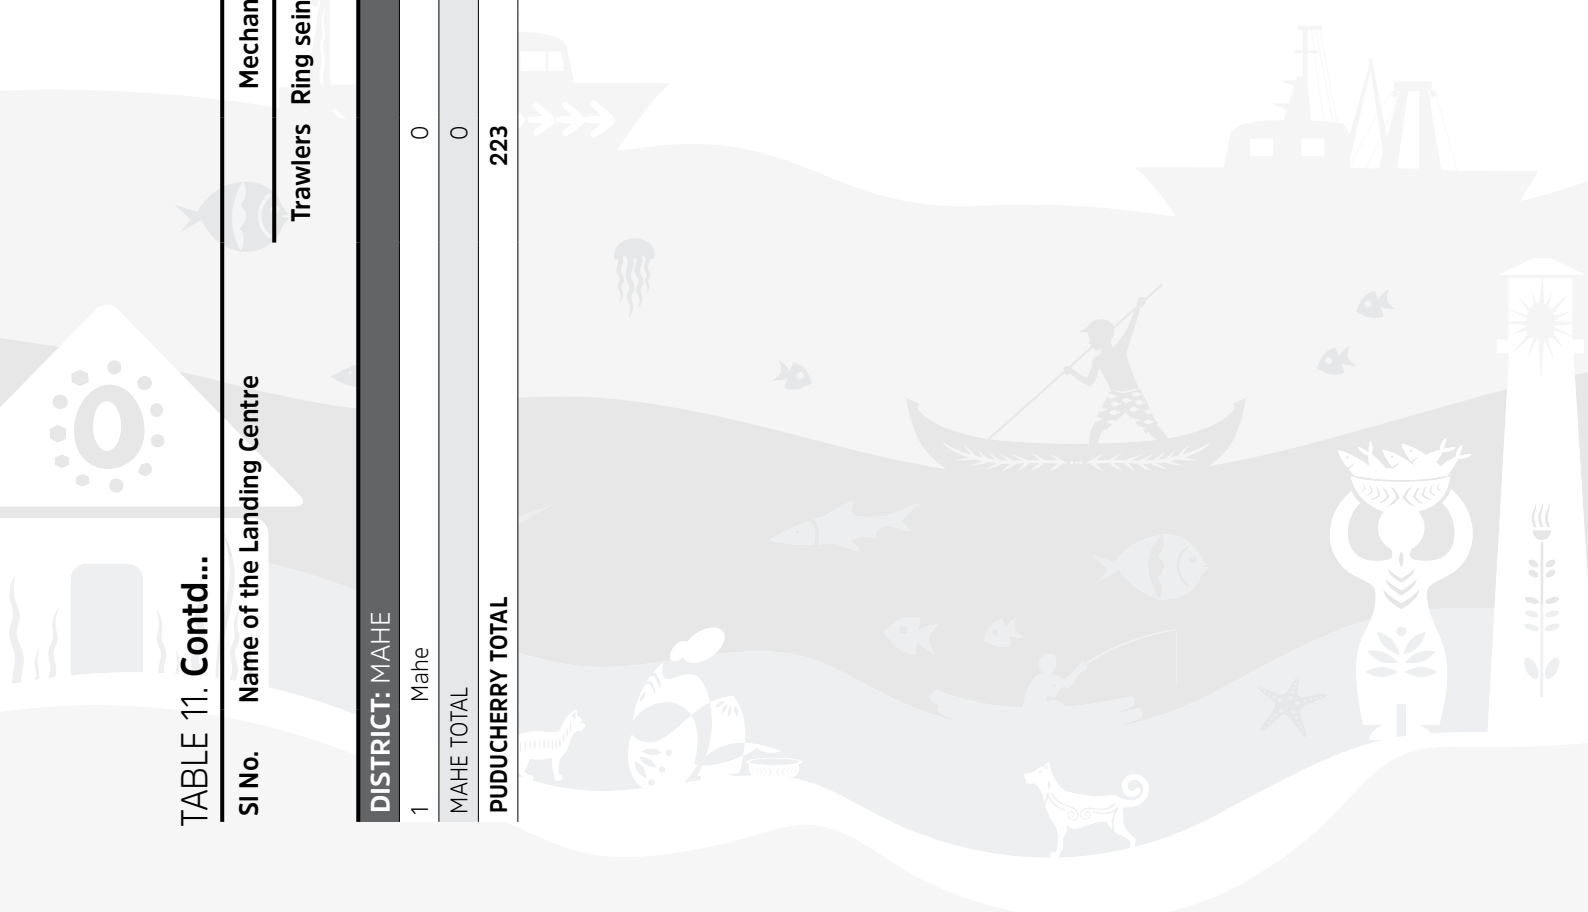 TABLE 11. Contd...
Sl No. Name of the Landing Centre Mechan
Trawlers Ring sein
DISTRICT: MAHE
1 Mahe 0
MAHE TOTAL 0
PUDUCHERRY TOTAL 223